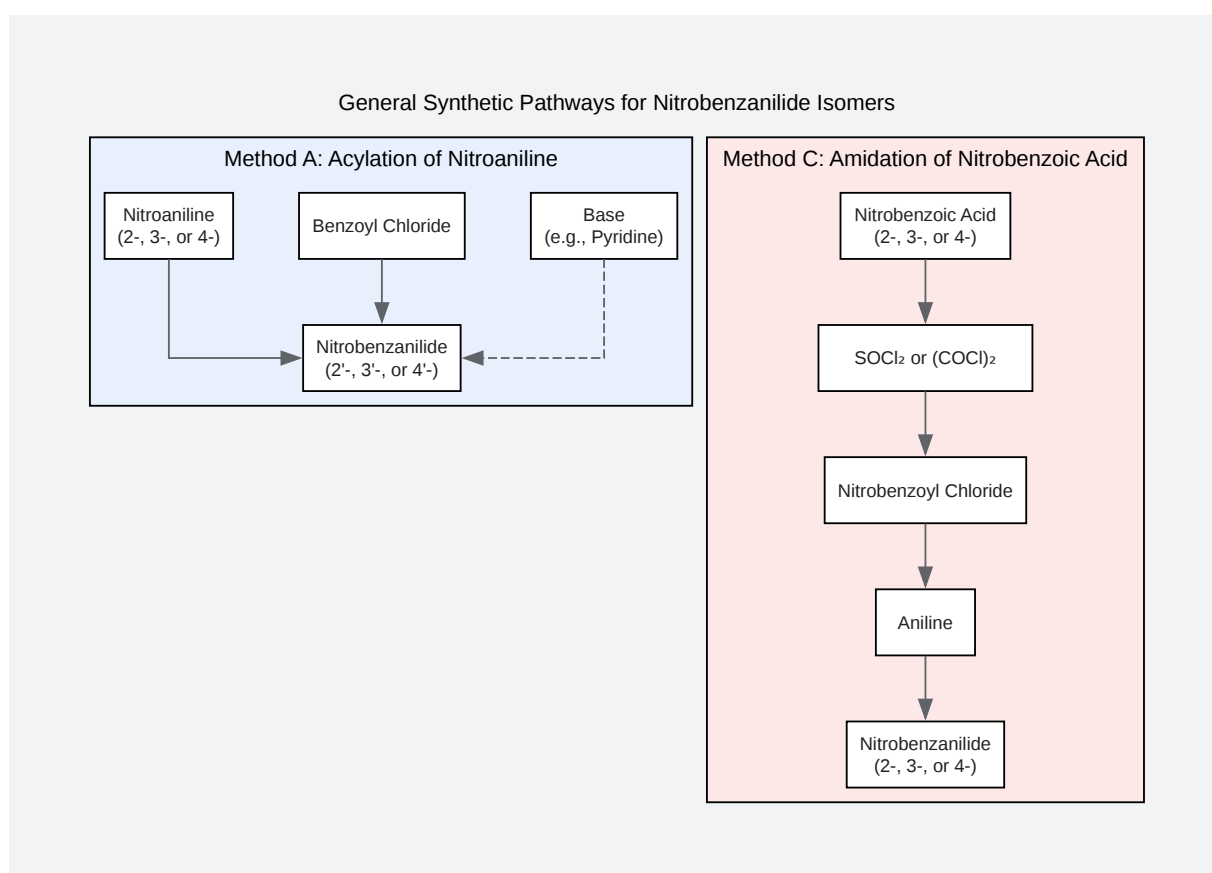 General Synthetic Pathways for Nitrobenzanilide Isomers
Method A: Acylation of Nitroaniline
Nitroaniline
(2-, 3-, or 4-)
Benzoyl Chloride
Base
(e.g., Pyridine)
Nitrobenzanilide
(2'-, 3'-, or 4'-)
Method C: Amidation of Nitrobenzoic Acid
Nitrobenzoic Acid
(2-, 3-, or 4-)
SOCl₂ or (COCl)₂
Nitrobenzoyl Chloride
Aniline
Nitrobenzanilide
(2-, 3-, or 4-)